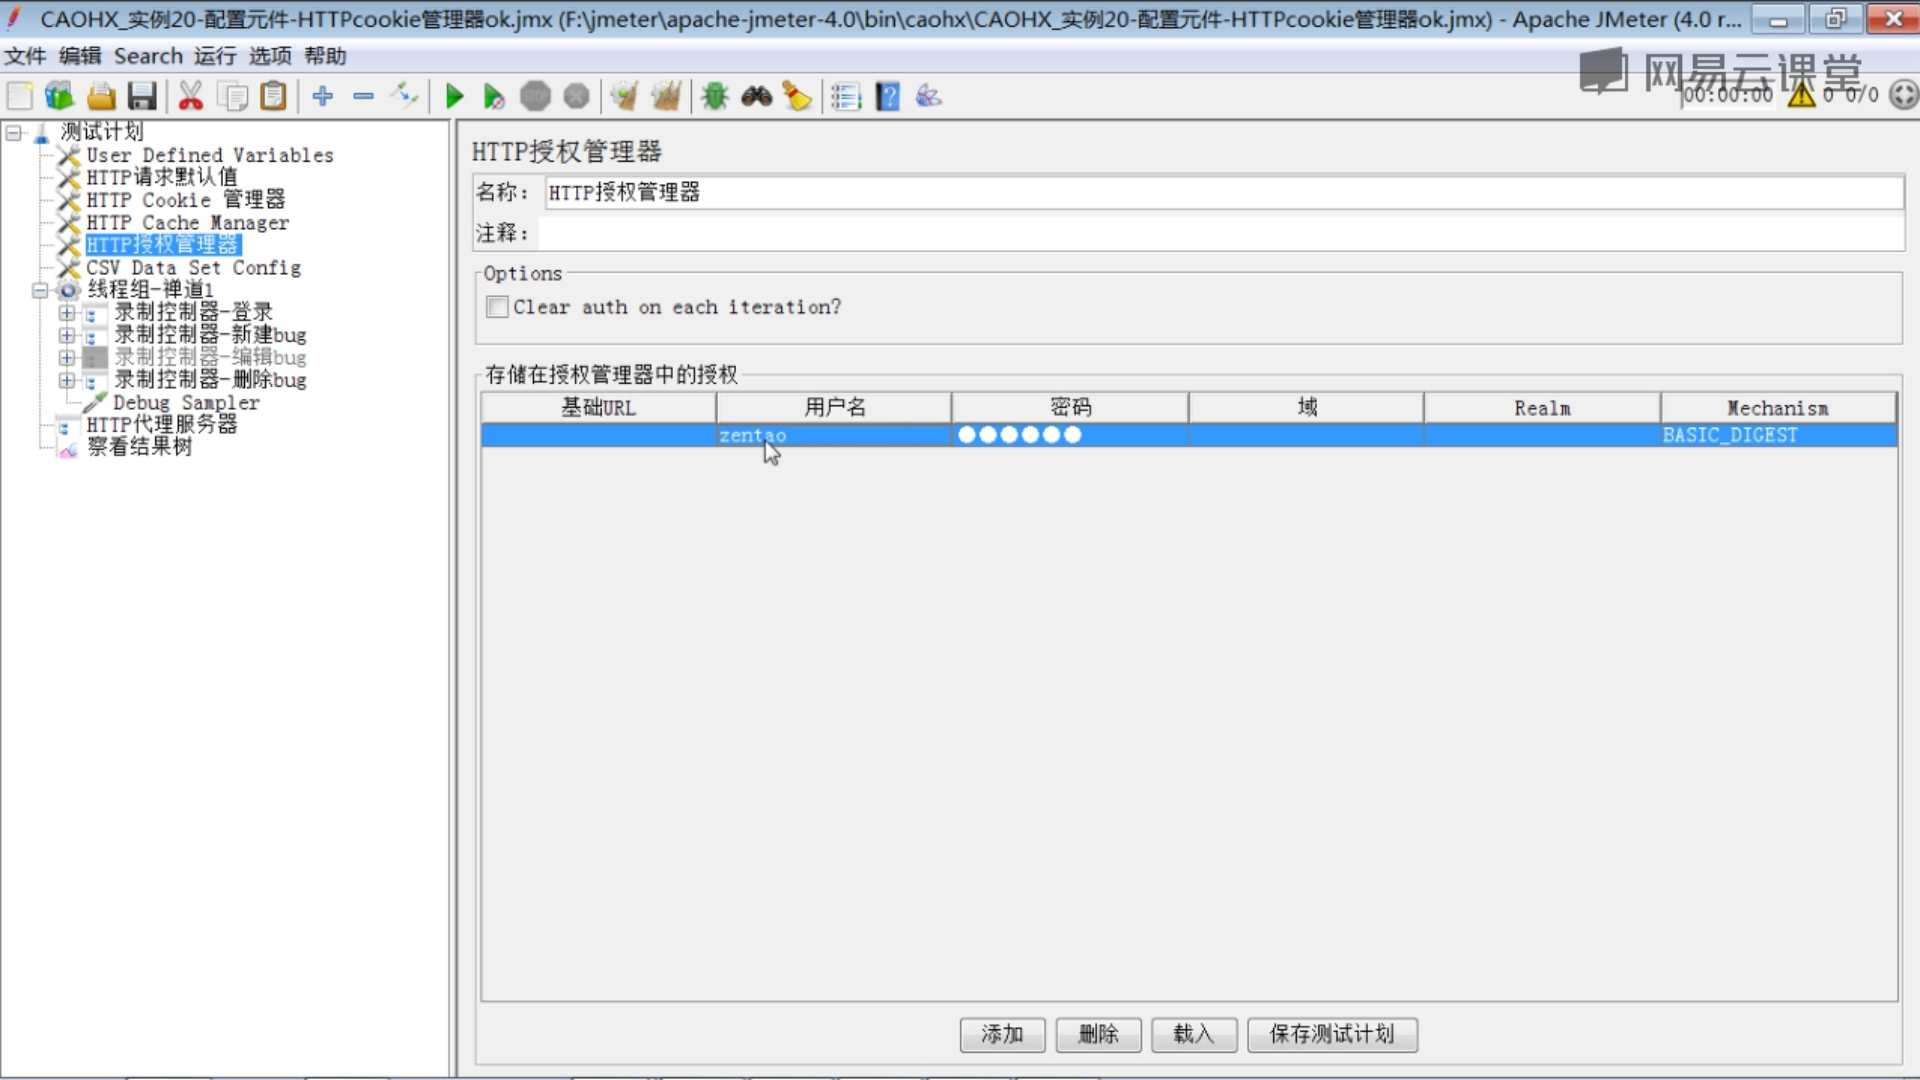 CAOHX_实例20-配置元件-HTTPcookie管理器ok.jmx (F:\jmeter\apache-jmeter-4.0\bin\caohx\CAOHX_实例20-配置元件-HTTPcookie管理器ok.jmx) - Apache JMeter (4.0 r...
文件 编辑 Search 运行 选项 帮助
网易云课堂
00:00:00 0 0/0
测试计划
User Defined Variables
HTTP请求默认值
HTTP Cookie 管理器
HTTP Cache Manager
HTTP授权管理器
CSV Data Set Config
线程组-禅道1
录制控制器-登录
录制控制器-新建bug
录制控制器-编辑bug
录制控制器-删除bug
Debug Sampler
HTTP代理服务器
察看结果树
HTTP授权管理器
名称： HTTP授权管理器
注释：
Options
Clear auth on each iteration?
存储在授权管理器中的授权
基础URL 用户名 密码 域 Realm Mechanism
zentao ●●●●●● BASIC_DIGEST
添加 删除 载入 保存测试计划